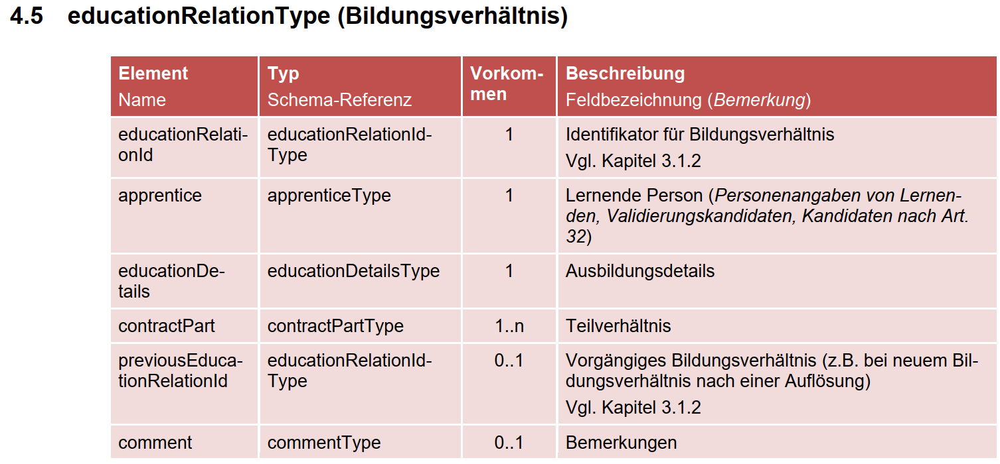 4.5 educationRelationType (Bildungsverhältnis)
Element
Name
Typ
Schema-Referenz
Vorkom-
men
Beschreibung
Feldbezeichnung (Bemerkung)
educationRelati-
onId
educationRelationId-
Type
1
Identifikator für Bildungsverhältnis
Vgl. Kapitel 3.1.2
apprentice
apprenticeType
1
Lernende Person (Personenangaben von Lernen-
den, Validierungskandidaten, Kandidaten nach Art.
32)
educationDe-
tails
educationDetailsType
1
Ausbildungsdetails
contractPart
contractPartType
1..n
Teilverhältnis
previousEduca-
tionRelationId
educationRelationId-
Type
0..1
Vorgängiges Bildungsverhältnis (z.B. bei neuem Bil-
dungsverhältnis nach einer Auflösung)
Vgl. Kapitel 3.1.2
comment
commentType
0..1
Bemerkungen